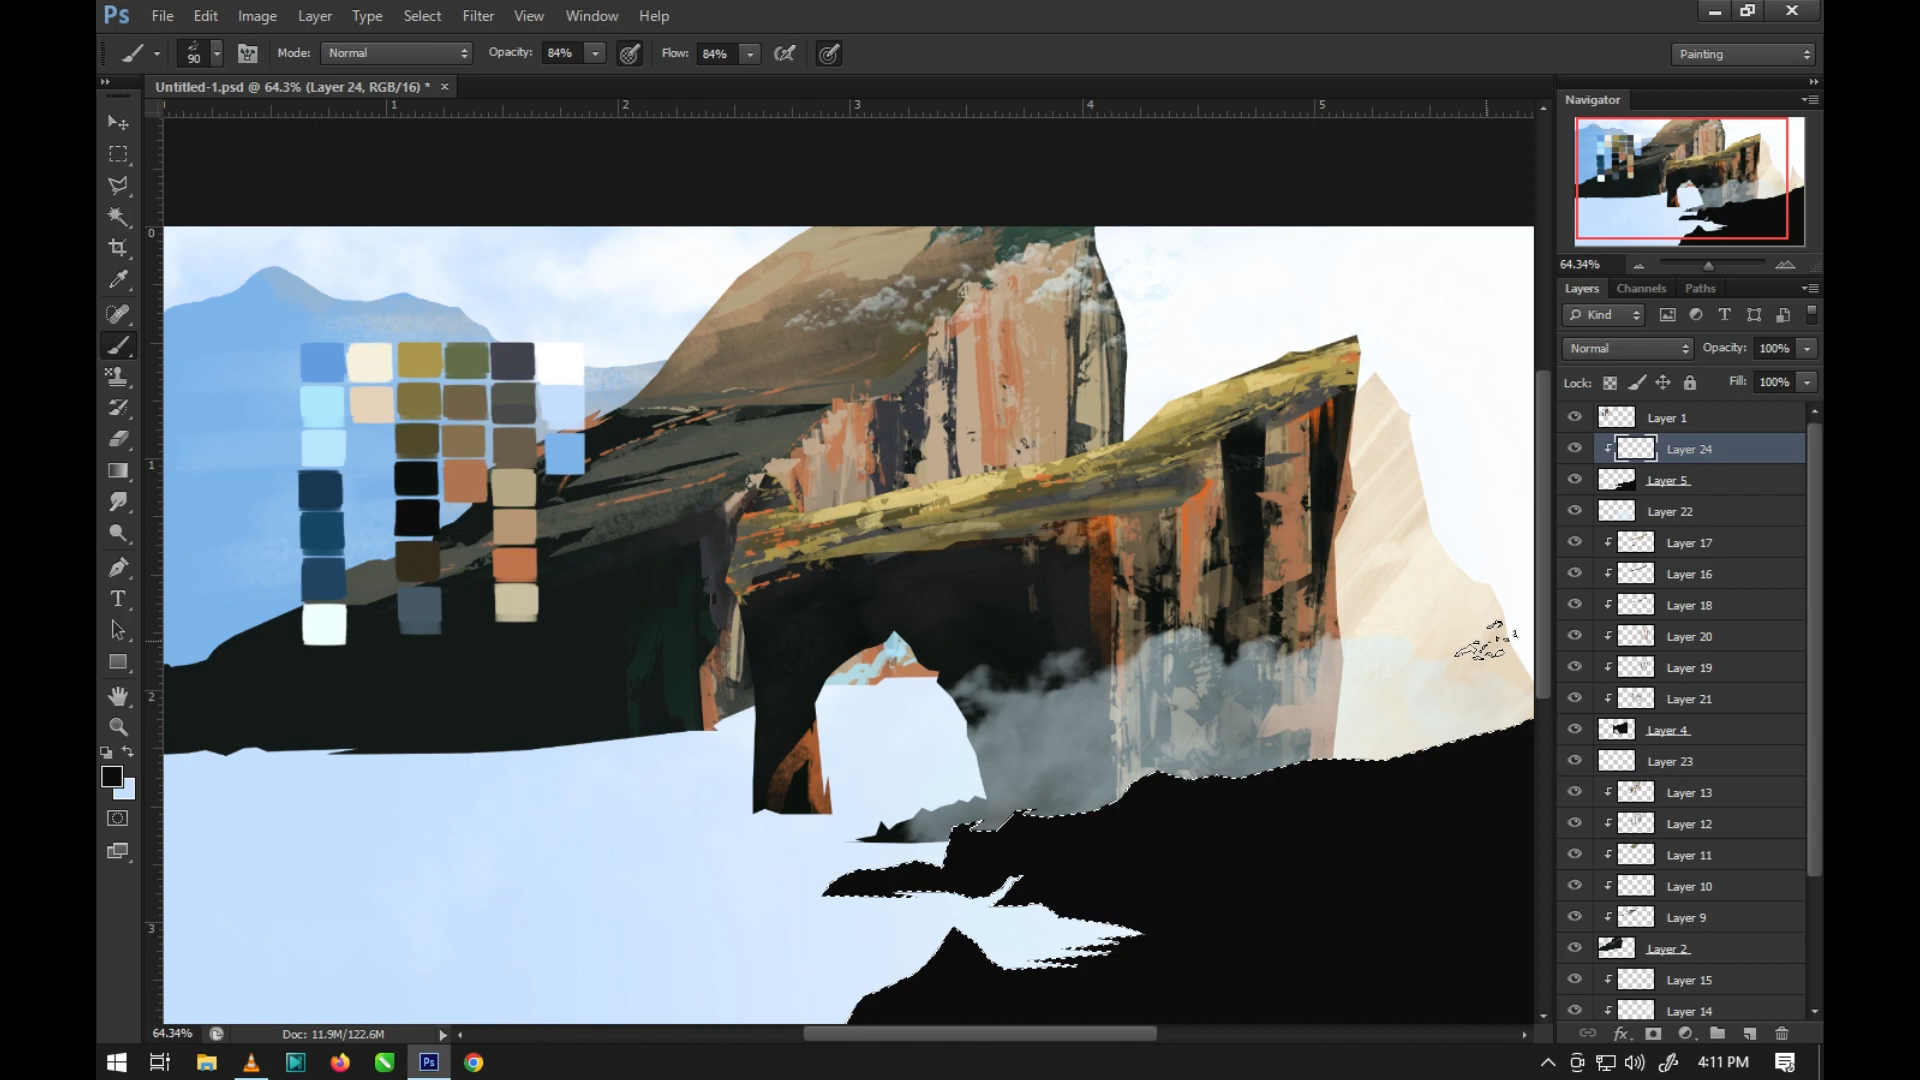 Ps File Edit Image Layer Type Select Filter View Window Help
90 Mode: Normal Opacity: 84% Flow: 84% Painting
Untitled-1.psd @ 64.3% (Layer 24, RGB/16) * ×
1 2 3 4 5
0
1
2
3
Navigator
64.34%
Layers Channels Paths
Kind
Normal Opacity: 100%
Lock: Fill: 100%
Layer 1
Layer 24
Layer 5
Layer 22
Layer 17
Layer 16
Layer 18
Layer 20
Layer 19
Layer 21
Layer 4
Layer 23
Layer 13
Layer 12
Layer 11
Layer 10
Layer 9
Layer 2
Layer 15
Layer 14
64.34% Doc: 11.9M/122.6M
Ps 4:11 PM